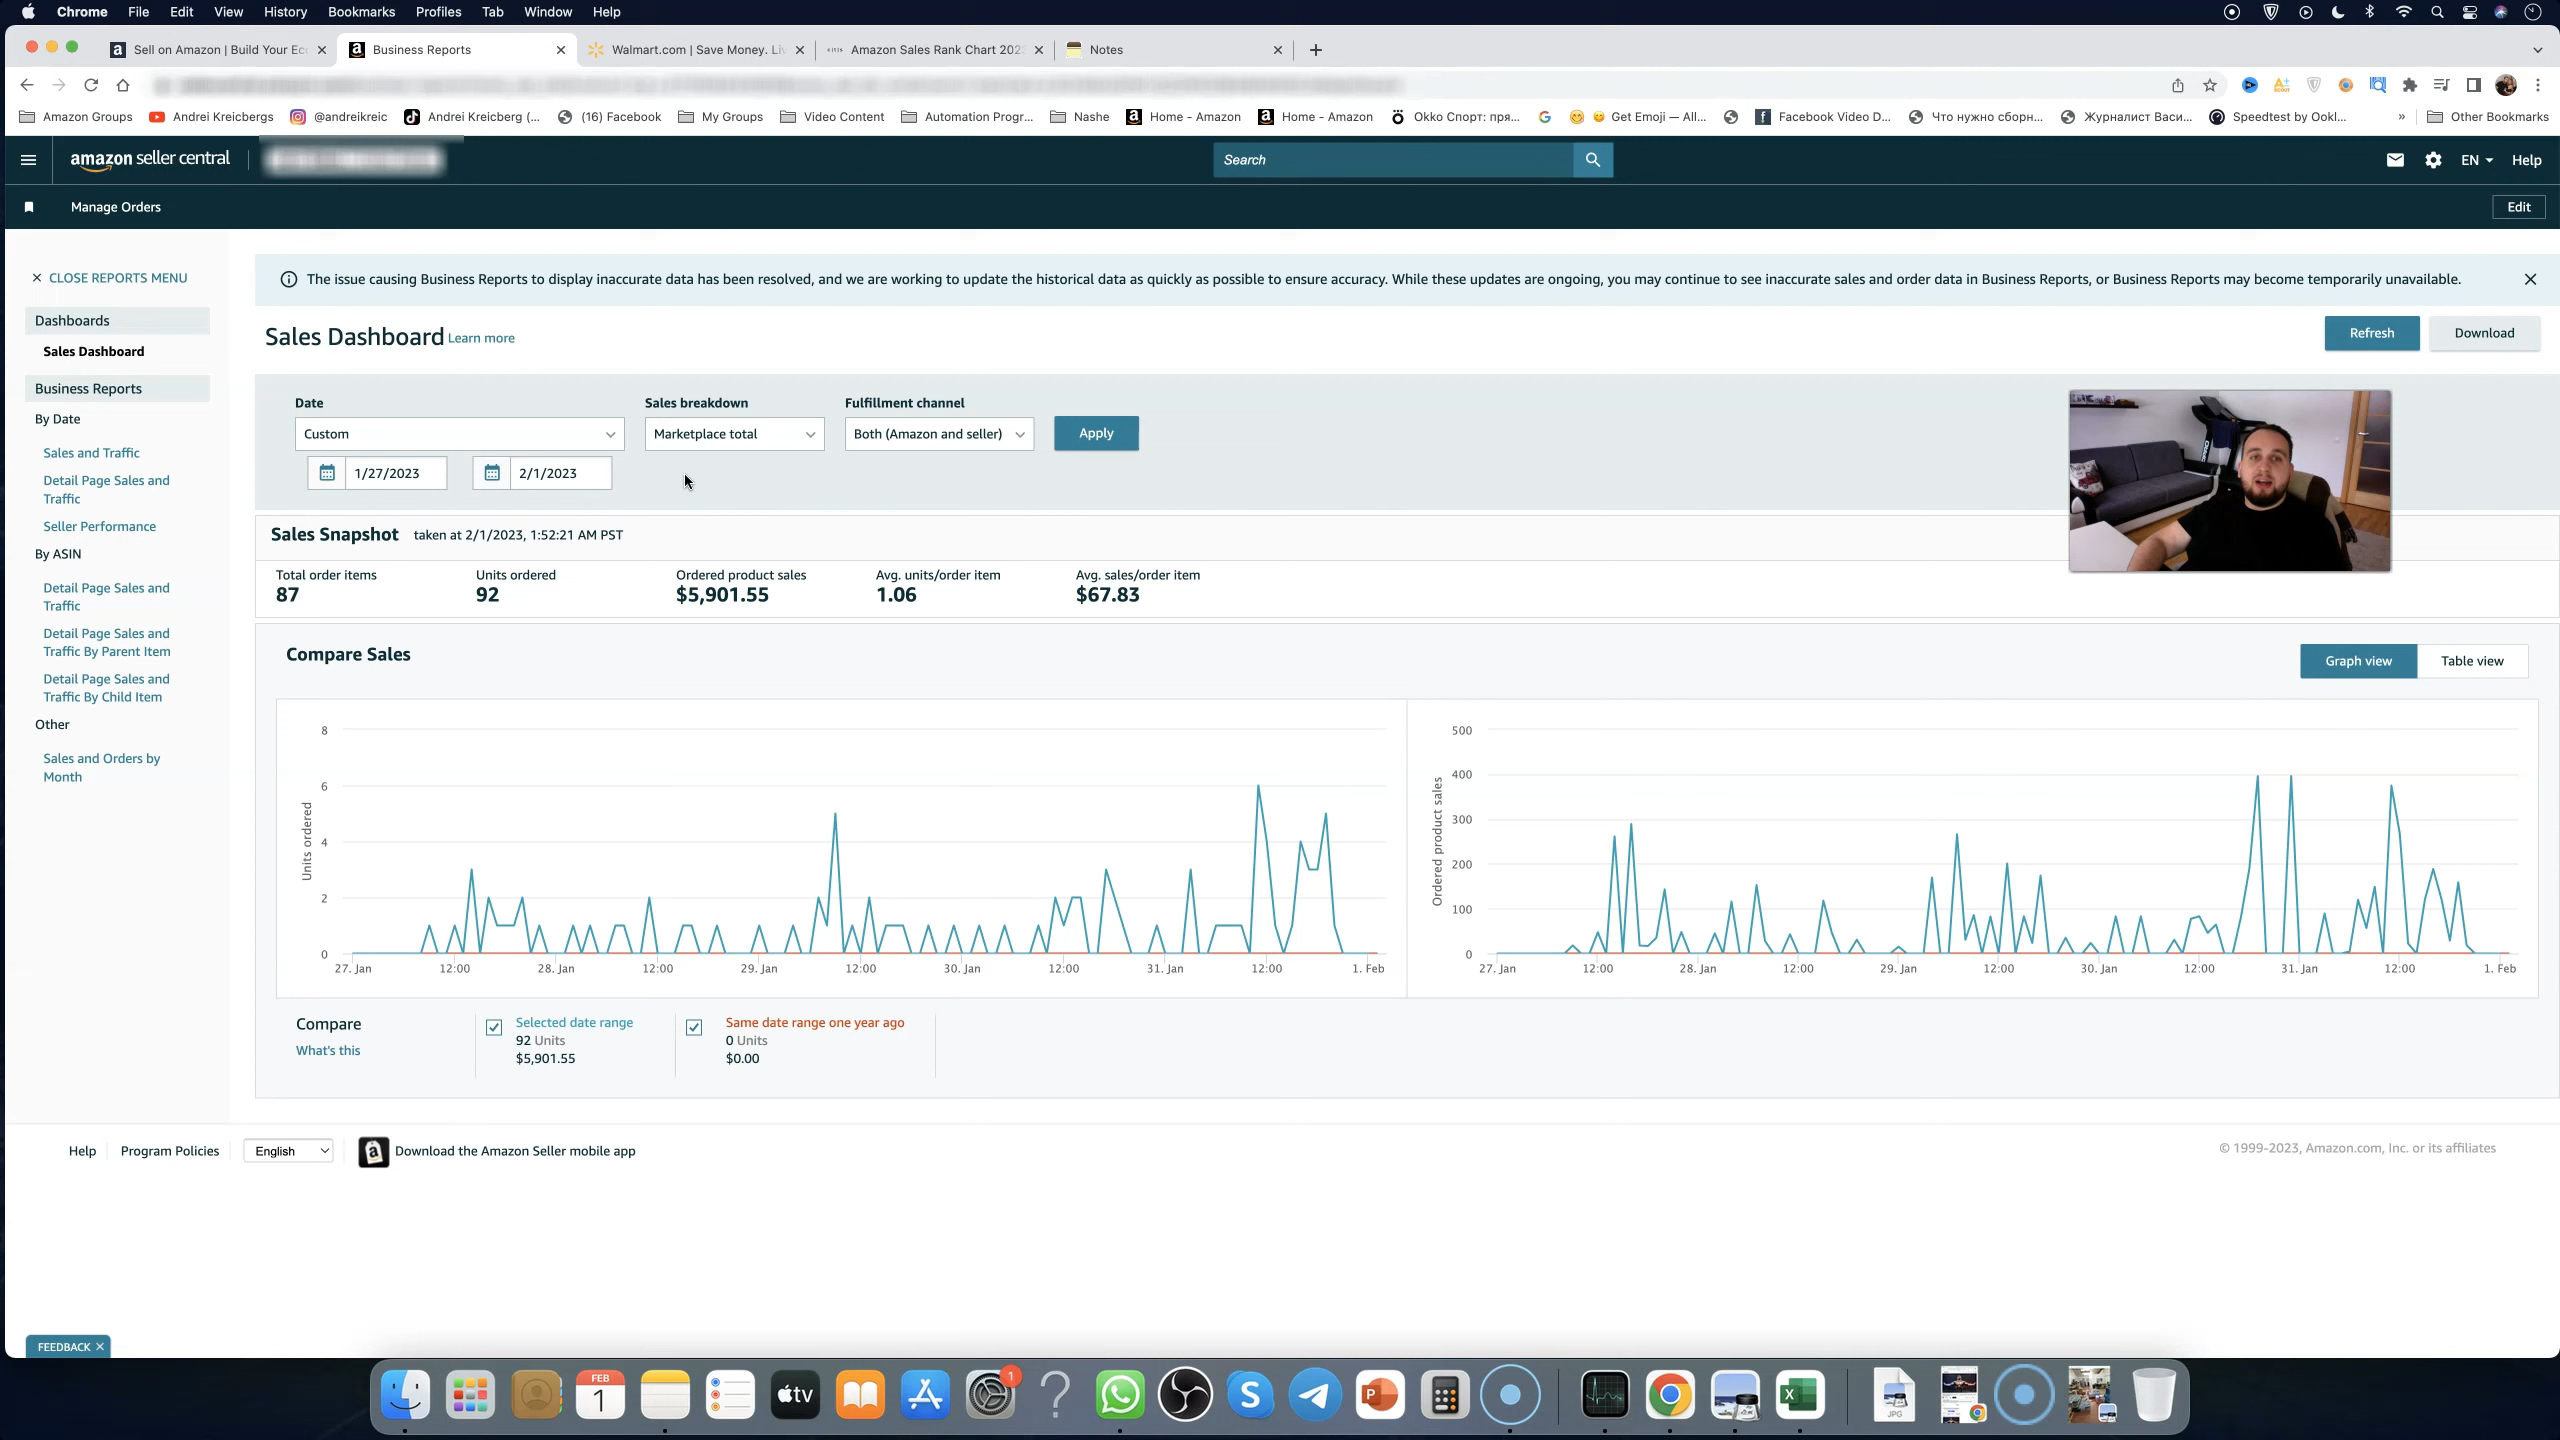 Chrome File Edit View History Bookmarks Profiles Tab Window Help
Sell on Amazon | Build Your Ec
Business Reports
Walmart.com | Save Money. Li
Amazon Sales Rank Chart 202
Notes
Amazon Groups Andrei Kreicbergs @andreikreic Andrei Kreicberg (... (16) Facebook My Groups Video Content Automation Progr... Nashe Home - Amazon Home - Amazon Okko Спорт: пря... Get Emoji — All... Facebook Video D... Что нужно сборн... Журналист Васи... Speedtest by Ookl... » Other Bookmarks
amazon seller central
Search
EN Help
Manage Orders
Edit
CLOSE REPORTS MENU
Dashboards
Sales Dashboard
Business Reports
By Date
Sales and Traffic
Detail Page Sales and
Traffic
Seller Performance
By ASIN
Detail Page Sales and
Traffic
Detail Page Sales and
Traffic By Parent Item
Detail Page Sales and
Traffic By Child Item
Other
Sales and Orders by
Month
The issue causing Business Reports to display inaccurate data has been resolved, and we are working to update the historical data as quickly as possible to ensure accuracy. While these updates are ongoing, you may continue to see inaccurate sales and order data in Business Reports, or Business Reports may become temporarily unavailable.
Sales Dashboard Learn more
Refresh Download
Date Sales breakdown Fulfillment channel
Custom Marketplace total Both (Amazon and seller) Apply
1/27/2023 2/1/2023
Sales Snapshot taken at 2/1/2023, 1:52:21 AM PST
Total order items Units ordered Ordered product sales Avg. units/order item Avg. sales/order item
87 92 $5,901.55 1.06 $67.83
Compare Sales
Graph view Table view
Units ordered
8
6
4
2
0
27. Jan 12:00 28. Jan 12:00 29. Jan 12:00 30. Jan 12:00 31. Jan 12:00 1. Feb
Ordered product sales
500
400
300
200
100
0
27. Jan 12:00 28. Jan 12:00 29. Jan 12:00 30. Jan 12:00 31. Jan 12:00 1. Feb
Compare
What's this
Selected date range
92 Units
$5,901.55
Same date range one year ago
0 Units
$0.00
Help Program Policies English Download the Amazon Seller mobile app
© 1999-2023, Amazon.com, Inc. or its affiliates
FEEDBACK
FEB
1
tv
1
JPG